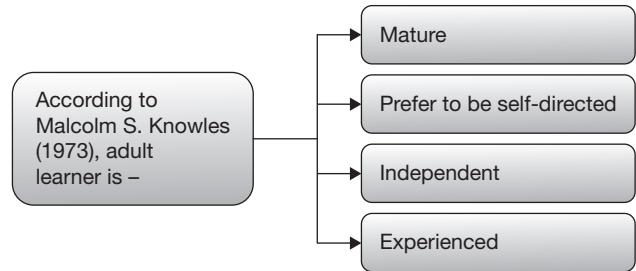 According to
Malcolm S. Knowles
(1973), adult
learner is –
Mature
Prefer to be self-directed
Independent
Experienced